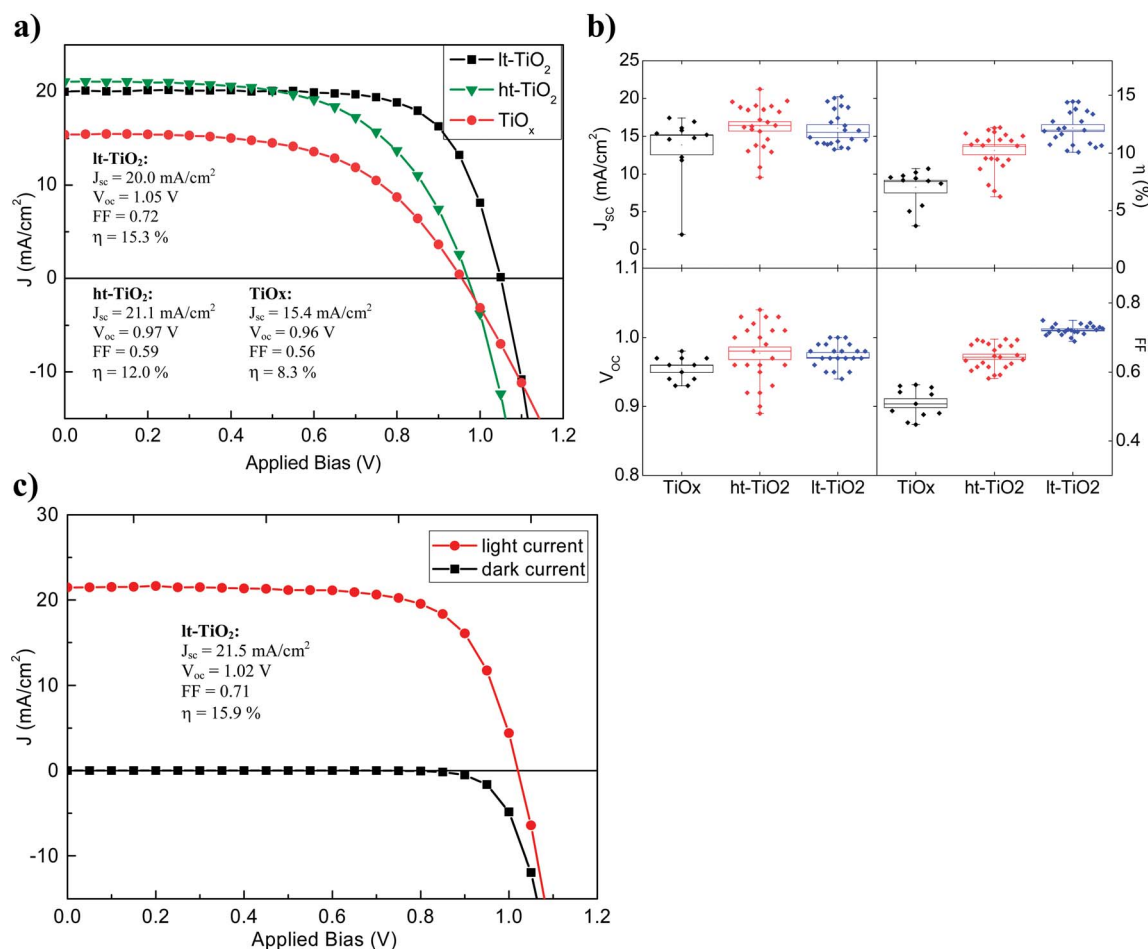 a)
lt-TiO₂
ht-TiO₂
TiOₓ
20
10
0
-10
J (mA/cm²)
lt-TiO₂:
Jsc = 20.0 mA/cm²
Voc = 1.05 V
FF = 0.72
η = 15.3 %
ht-TiO₂:
Jsc = 21.1 mA/cm²
Voc = 0.97 V
FF = 0.59
η = 12.0 %
TiOx:
Jsc = 15.4 mA/cm²
Voc = 0.96 V
FF = 0.56
η = 8.3 %
0.0 0.2 0.4 0.6 0.8 1.0 1.2
Applied Bias (V)
b)
25
20
15
10
5
0
JSC (mA/cm²)
15
10
5
0
η (%)
1.1
1.0
0.9
0.8
VOC
0.8
0.6
0.4
FF
TiOx ht-TiO2 lt-TiO2 TiOx ht-TiO2 lt-TiO2
c)
30
20
10
0
-10
J (mA/cm²)
light current
dark current
lt-TiO₂:
Jsc = 21.5 mA/cm²
Voc = 1.02 V
FF = 0.71
η = 15.9 %
0.0 0.2 0.4 0.6 0.8 1.0 1.2
Applied Bias (V)